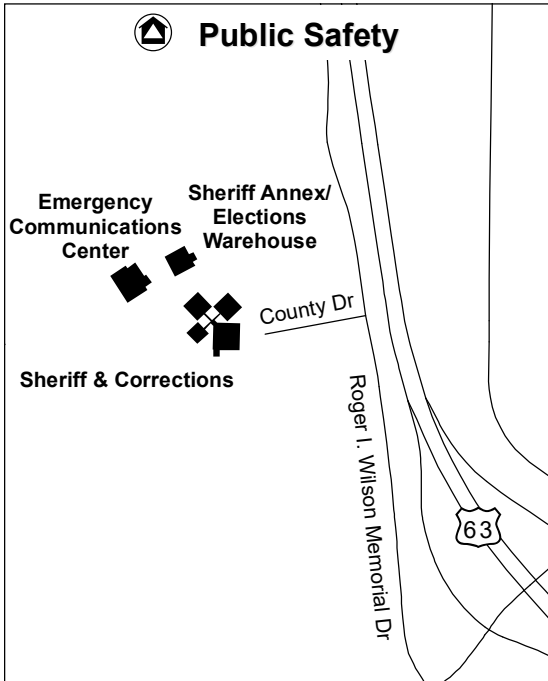 Public Safety
Emergency
Communications
Center
Sheriff Annex/
Elections
Warehouse
County Dr
Sheriff & Corrections
Roger I. Wilson Memorial Dr
63